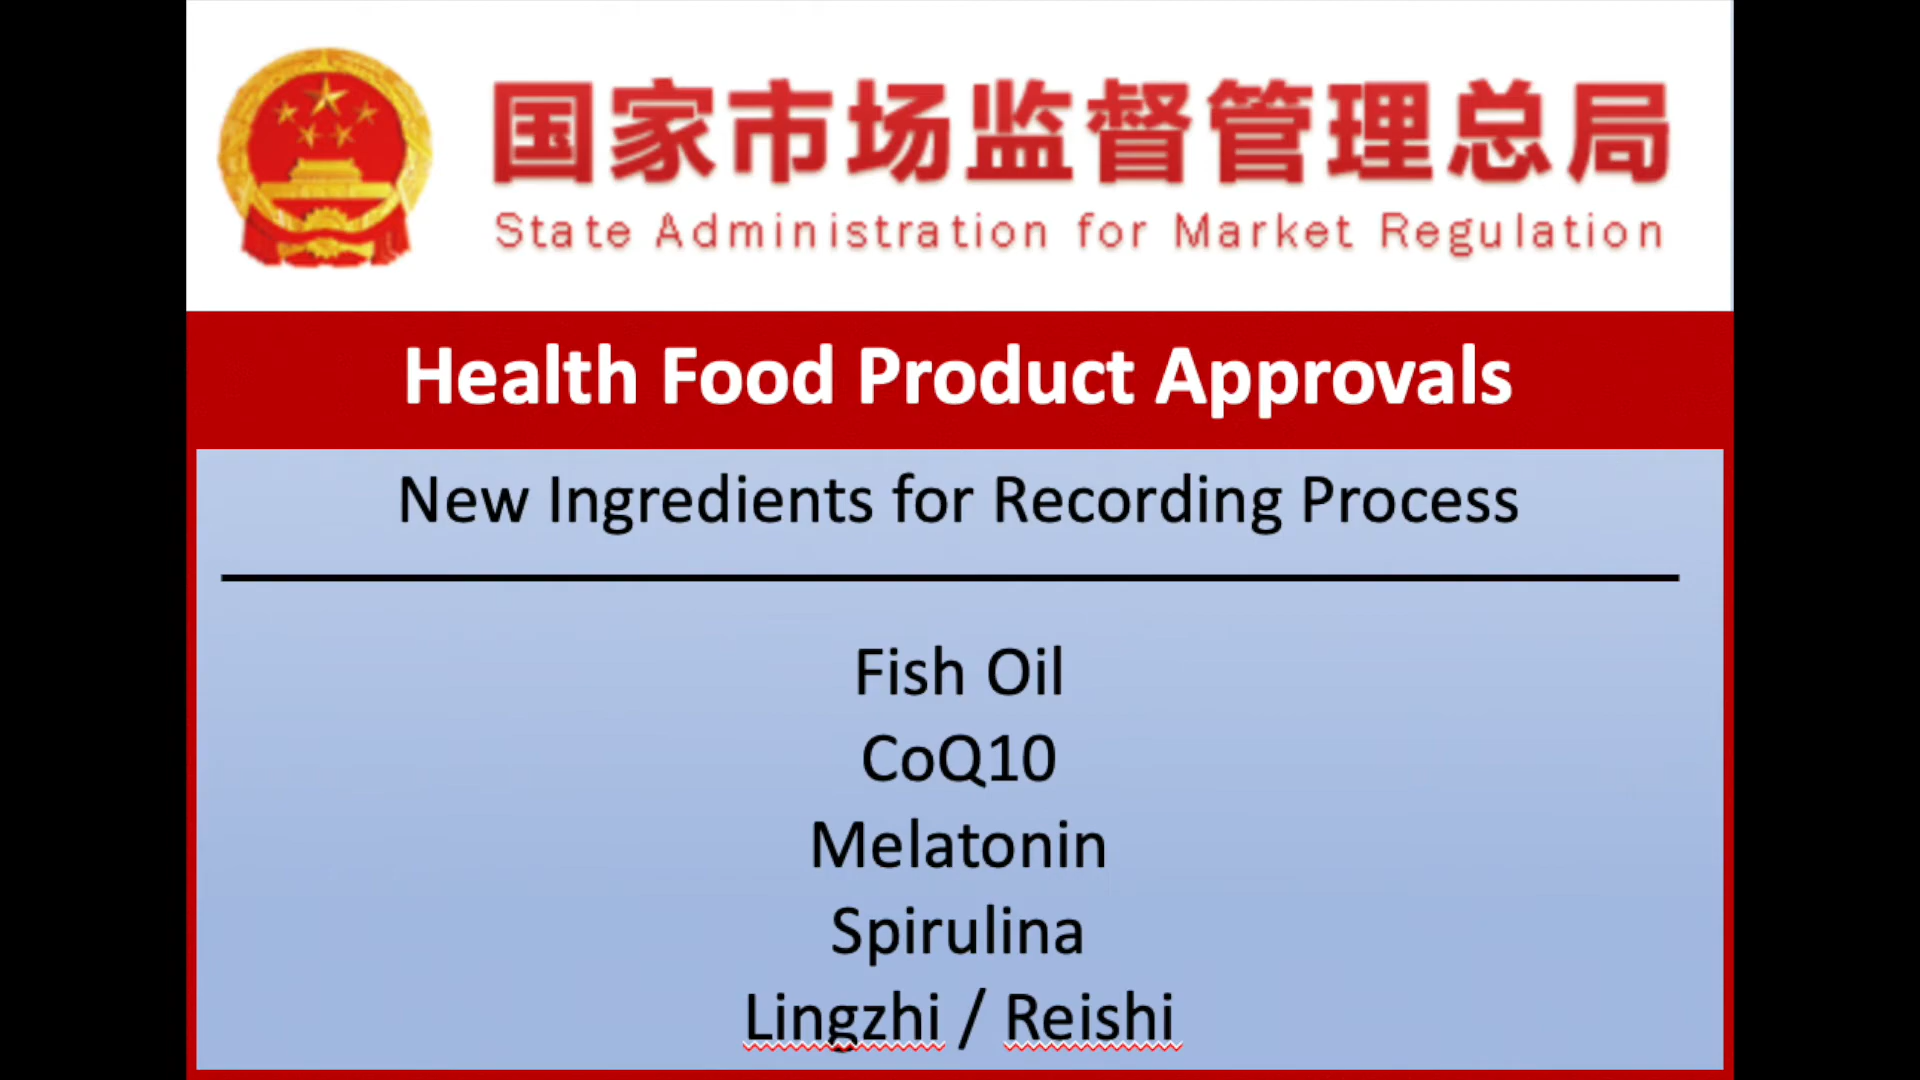 国家市场监督管理总局
State Administration for Market Regulation
Health Food Product Approvals
New Ingredients for Recording Process
Fish Oil
CoQ10
Melatonin
Spirulina
Lingzhi / Reishi